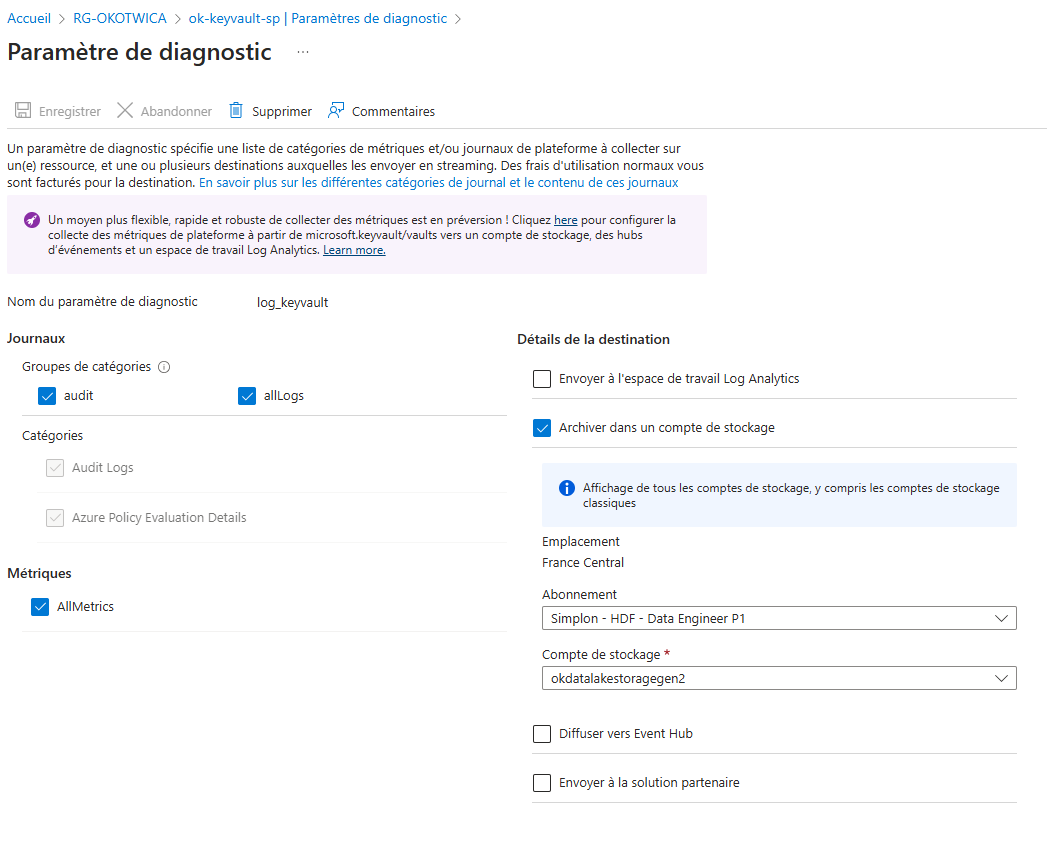 Accueil > RG-OKOTWICA > ok-keyvault-sp | Paramètres de diagnostic >
Paramètre de diagnostic ...
Enregistrer Abandonner Supprimer Commentaires
Un paramètre de diagnostic spécifie une liste de catégories de métriques et/ou journaux de plateforme à collecter sur
un(e) ressource, et une ou plusieurs destinations auxquelles les envoyer en streaming. Des frais d'utilisation normaux vous
sont facturés pour la destination. En savoir plus sur les différentes catégories de journal et le contenu de ces journaux
Un moyen plus flexible, rapide et robuste de collecter des métriques est en préversion ! Cliquez here pour configurer la
collecte des métriques de plateforme à partir de microsoft.keyvault/vaults vers un compte de stockage, des hubs
d'événements et un espace de travail Log Analytics. Learn more.
Nom du paramètre de diagnostic log_keyvault
Journaux
Groupes de catégories
audit allLogs
Catégories
Audit Logs
Azure Policy Evaluation Details
Métriques
AllMetrics
Détails de la destination
Envoyer à l'espace de travail Log Analytics
Archiver dans un compte de stockage
Affichage de tous les comptes de stockage, y compris les comptes de stockage
classiques
Emplacement
France Central
Abonnement
Simplon - HDF - Data Engineer P1
Compte de stockage *
okdatalakestoragegen2
Diffuser vers Event Hub
Envoyer à la solution partenaire